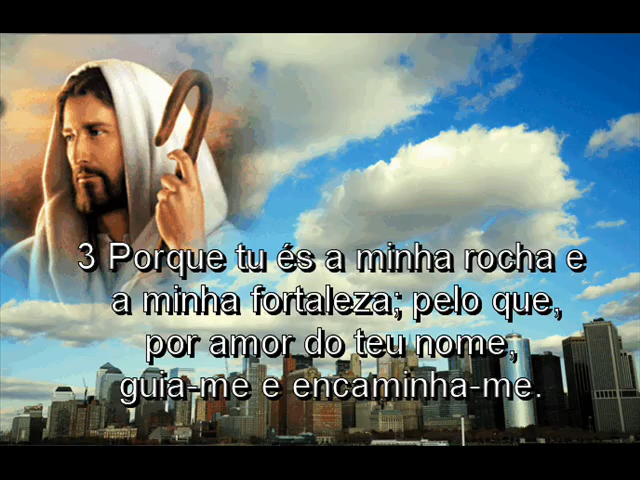 3 Porque tu és a minha rocha e
a minha fortaleza; pelo que,
por amor do teu nome,
guia-me e encaminha-me.